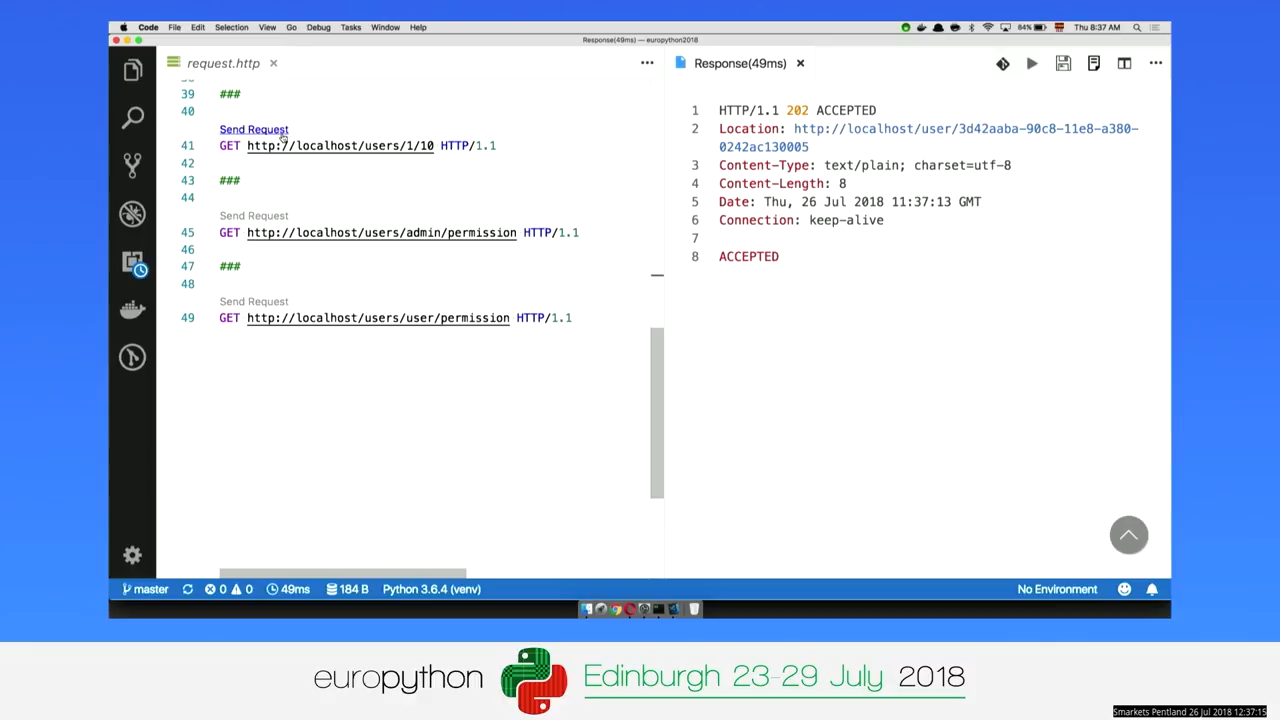 Code File Edit Selection View Go Debug Tasks Window Help
84% Thu 8:37 AM
Response(49ms) — europython2018
request.http
Response(49ms)
39 ###
40
Send Request
41 GET http://localhost/users/1/10 HTTP/1.1
42
43 ###
44
Send Request
45 GET http://localhost/users/admin/permission HTTP/1.1
46
47 ###
48
Send Request
49 GET http://localhost/users/user/permission HTTP/1.1
1 HTTP/1.1 202 ACCEPTED
2 Location: http://localhost/user/3d42aaba-90c8-11e8-a380-
0242ac130005
3 Content-Type: text/plain; charset=utf-8
4 Content-Length: 8
5 Date: Thu, 26 Jul 2018 11:37:13 GMT
6 Connection: keep-alive
7
8 ACCEPTED
master 0 0 49ms 184 B Python 3.6.4 (venv) No Environment
europython Edinburgh 23-29 July 2018
Smarkets Pentland 26 Jul 2018 12:37:15